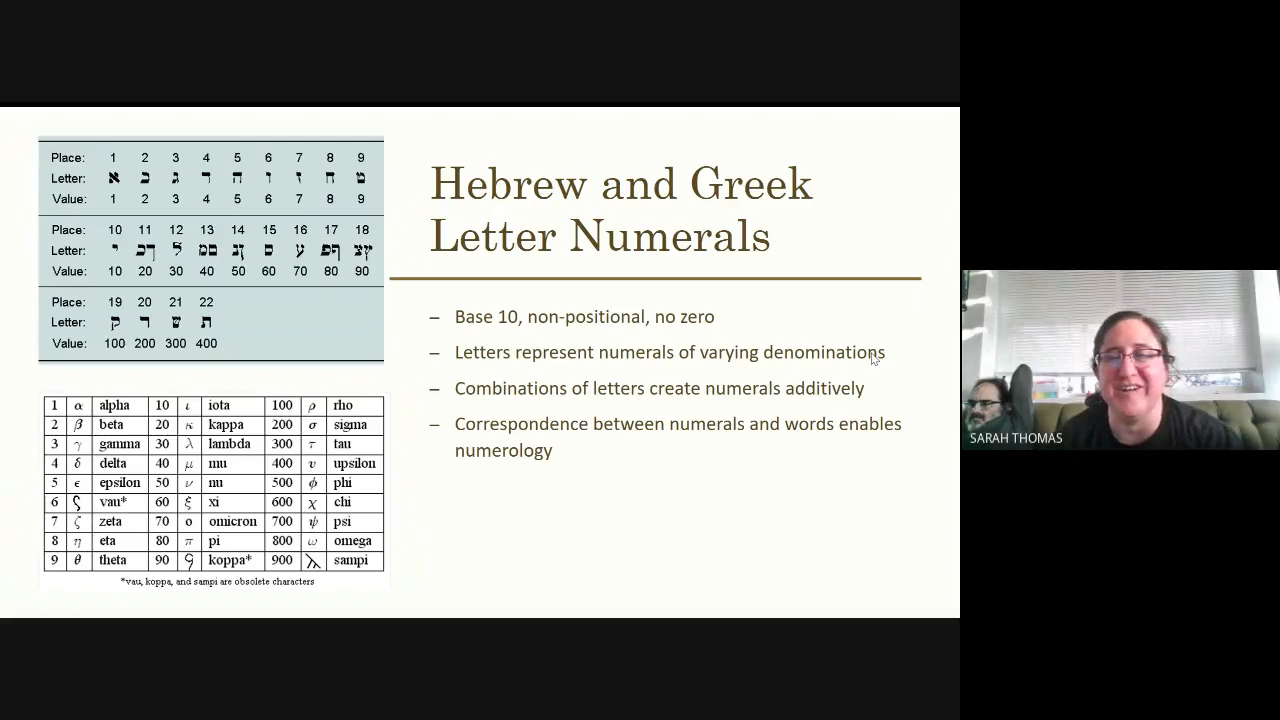 Place: 1 2 3 4 5 6 7 8 9
Letter: א ב ג ד ה ו ז ח ט
Value: 1 2 3 4 5 6 7 8 9
Place: 10 11 12 13 14 15 16 17 18
Letter: י כך ל מם נן ס ע פף צץ
Value: 10 20 30 40 50 60 70 80 90
Place: 19 20 21 22
Letter: ק ר ש ת
Value: 100 200 300 400
1 α alpha 10 ι iota 100 ρ rho
2 β beta 20 κ kappa 200 σ sigma
3 γ gamma 30 λ lambda 300 τ tau
4 δ delta 40 μ mu 400 υ upsilon
5 ϵ epsilon 50 ν nu 500 ϕ phi
6 ς vau* 60 ξ xi 600 χ chi
7 ζ zeta 70 o omicron 700 ψ psi
8 η eta 80 π pi 800 ω omega
9 θ theta 90 ϟ koppa* 900 ϡ sampi
*vau, koppa, and sampi are obsolete characters
Hebrew and Greek
Letter Numerals
– Base 10, non-positional, no zero
– Letters represent numerals of varying denominations
– Combinations of letters create numerals additively
– Correspondence between numerals and words enables
numerology
SARAH THOMAS